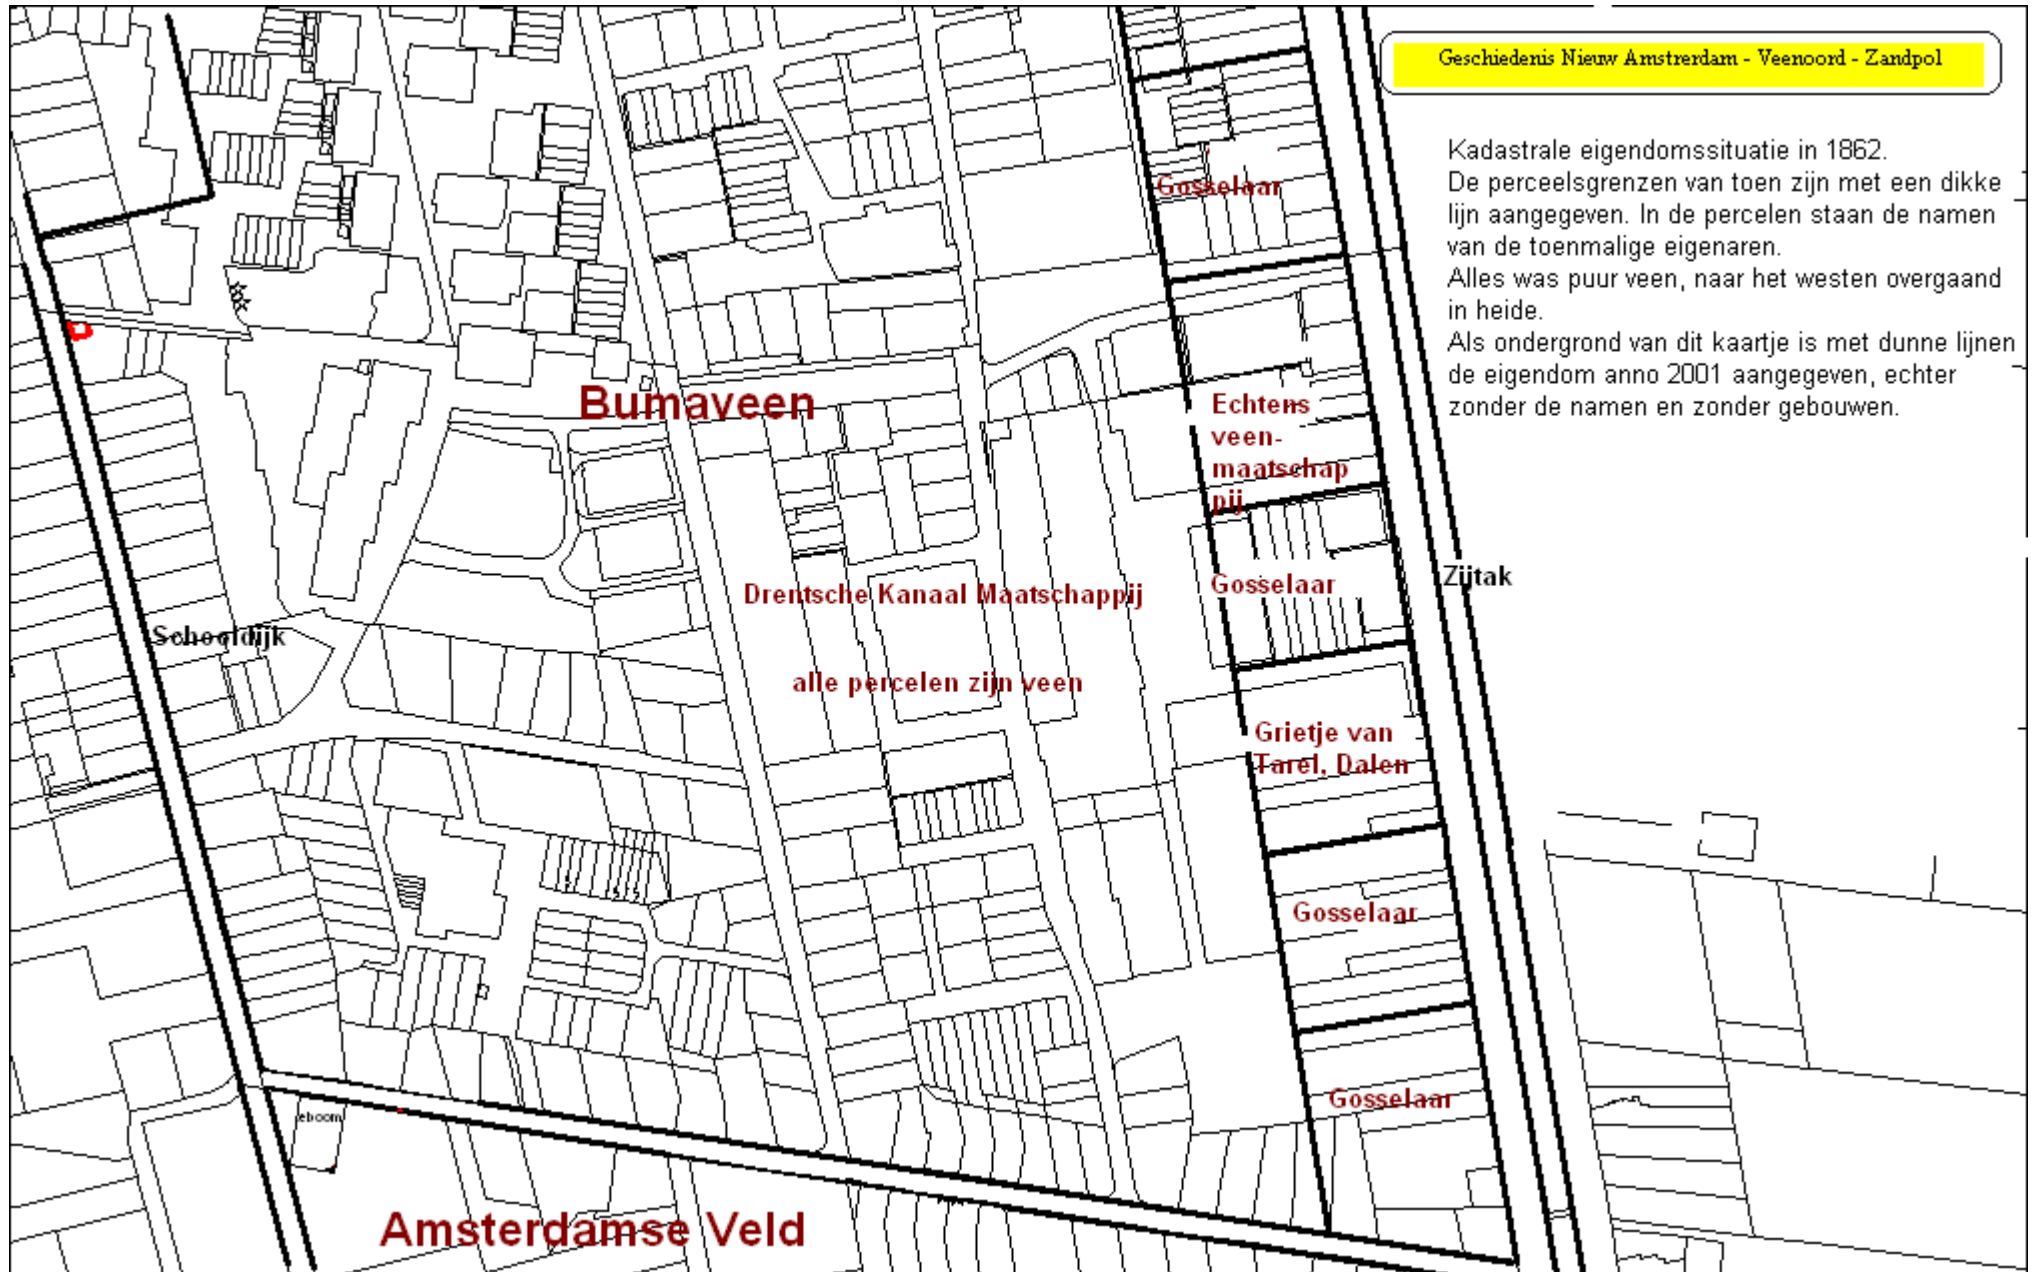 Geschiedenis Nieuw Amstrerdam - Veenoord - Zandpol
Kadastrale eigendomssituatie in 1862.
De perceelsgrenzen van toen zijn met een dikke
lijn aangegeven. In de percelen staan de namen
van de toenmalige eigenaren.
Alles was puur veen, naar het westen overgaand
in heide.
Als ondergrond van dit kaartje is met dunne lijnen
de eigendom anno 2001 aangegeven, echter
zonder de namen en zonder gebouwen.
Gosselaar
Bumaveen
Echtens
veen-
maatschap
pij
Gosselaar
Zijtak
Drentsche Kanaal Maatschappij
Schooldijk
alle percelen zijn veen
Grietje van
Tarel, Dalen
Gosselaar
Gosselaar
eboom
Amsterdamse Veld